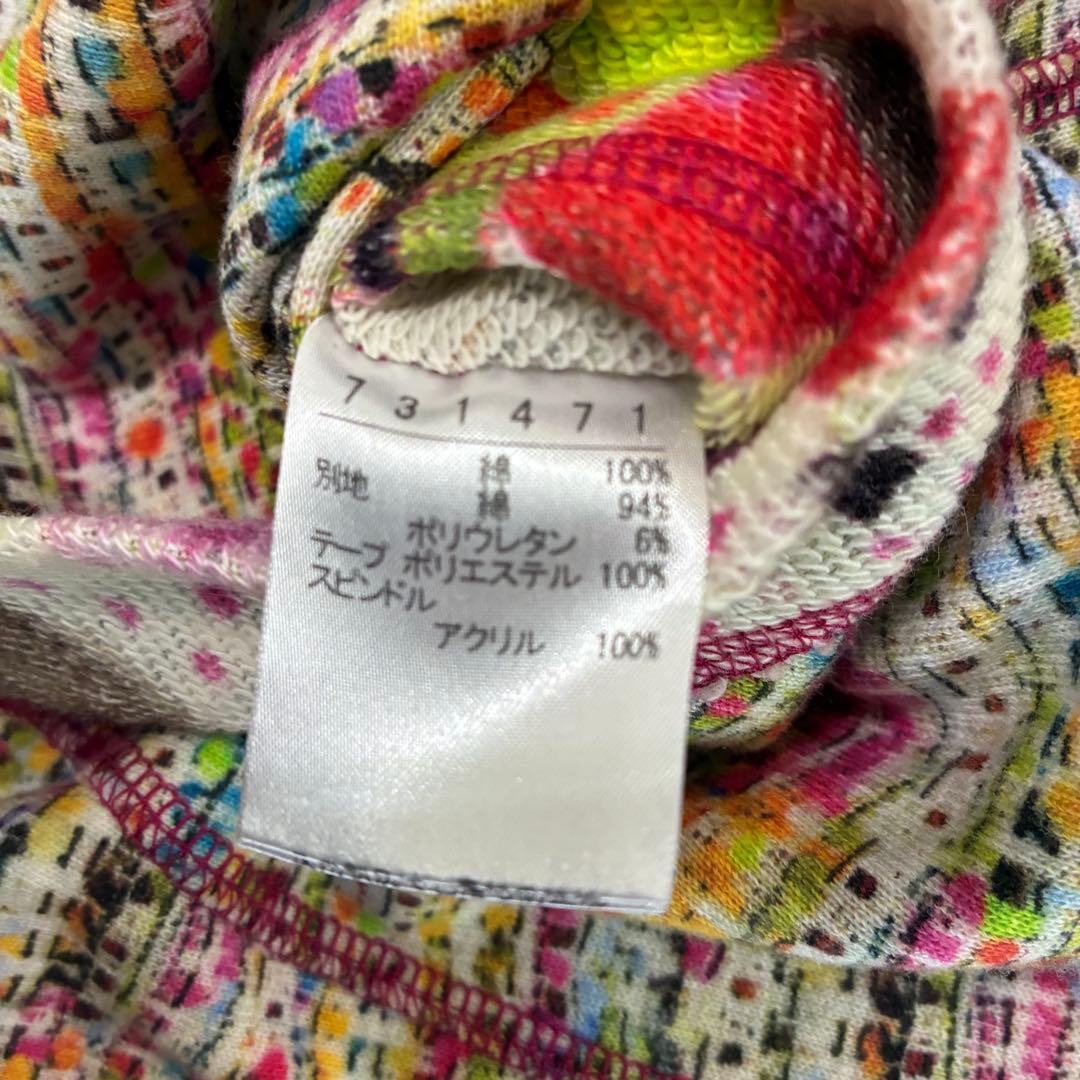 731471
綿 100%
別地 綿 94%
ポリウレタン 6%
テープ ポリエステル 100%
スピンドル
アクリル 100%